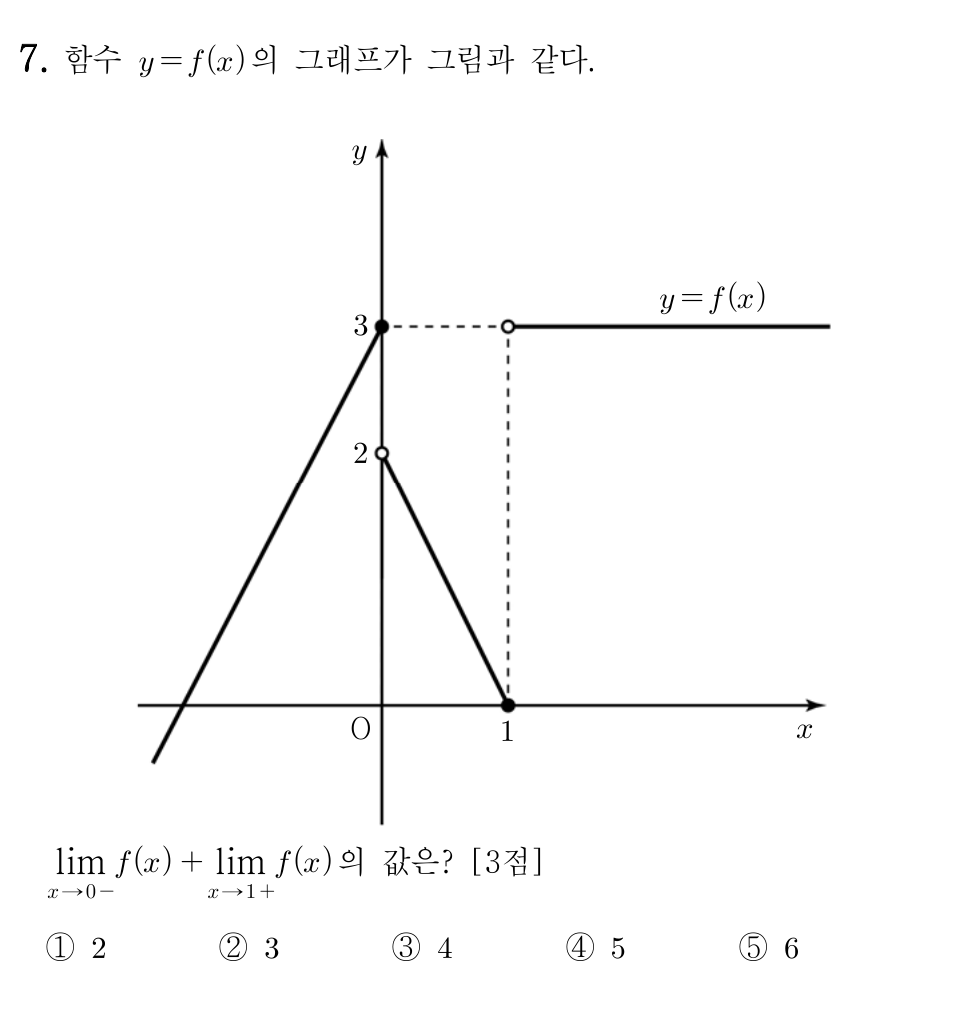 7. 함수 y=f(x)의 그래프가 그림과 같다.
y
y=f(x)
3
2
O
1
x
lim f(x)+lim f(x)의 값은? [3점]
x→0− x→1+
① 2 ② 3 ③ 4 ④ 5 ⑤ 6